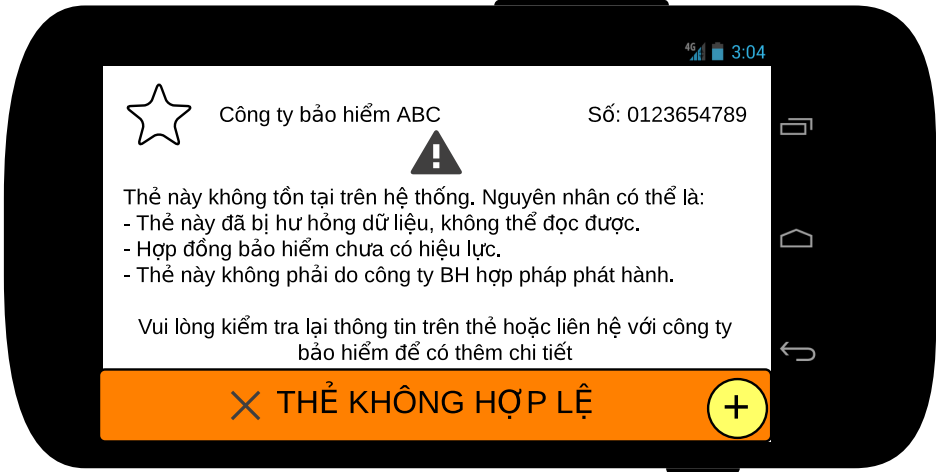 4G 3:04
Công ty bảo hiểm ABC Số: 0123654789
Thẻ này không tồn tại trên hệ thống. Nguyên nhân có thể là:
- Thẻ này đã bị hư hỏng dữ liệu, không thể đọc được.
- Hợp đồng bảo hiểm chưa có hiệu lực.
- Thẻ này không phải do công ty BH hợp pháp phát hành.
Vui lòng kiểm tra lại thông tin trên thẻ hoặc liên hệ với công ty
bảo hiểm để có thêm chi tiết
THẺ KHÔNG HỢP LỆ +